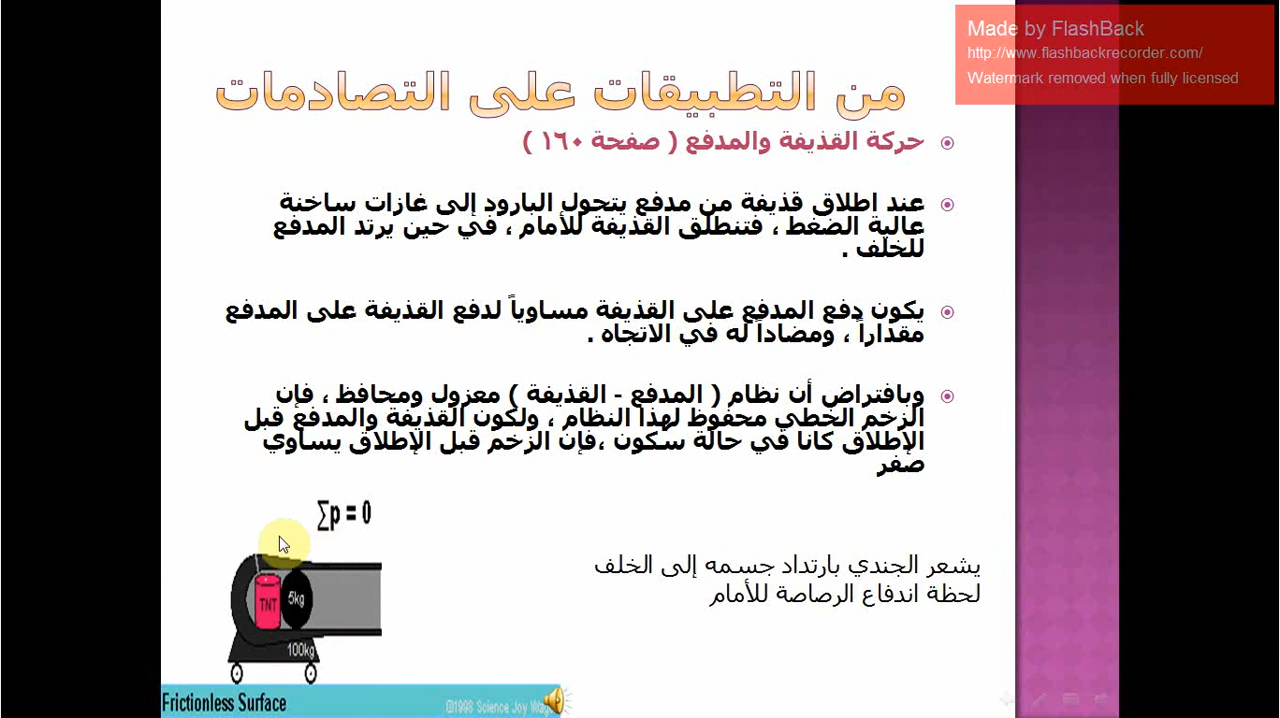 Made by FlashBack
http://www.flashbackrecorder.com/
Watermark removed when fully licensed
من التطبيقات على التصادمات
حركة القذيفة والمدفع ( صفحة ١٦٠ )
عند اطلاق قذيفة من مدفع يتحول البارود إلى غازات ساخنة
عالية الضغط ، فتنطلق القذيفة للأمام ، في حين يرتد المدفع
للخلف .
يكون دفع المدفع على القذيفة مساوياً لدفع القذيفة على المدفع
مقداراً ، ومضاداً له في الاتجاه .
وبافتراض أن نظام ( المدفع - القذيفة ) معزول ومحافظ ، فإن
الزخم الخطي محفوظ لهذا النظام ، ولكون القذيفة والمدفع قبل
الإطلاق كانا في حالة سكون ،فإن الزخم قبل الإطلاق يساوي
صفر
∑p = 0
يشعر الجندي بارتداد جسمه إلى الخلف
لحظة اندفاع الرصاصة للأمام
TNT
5kg
100kg
Frictionless Surface
©1998 Science Joy